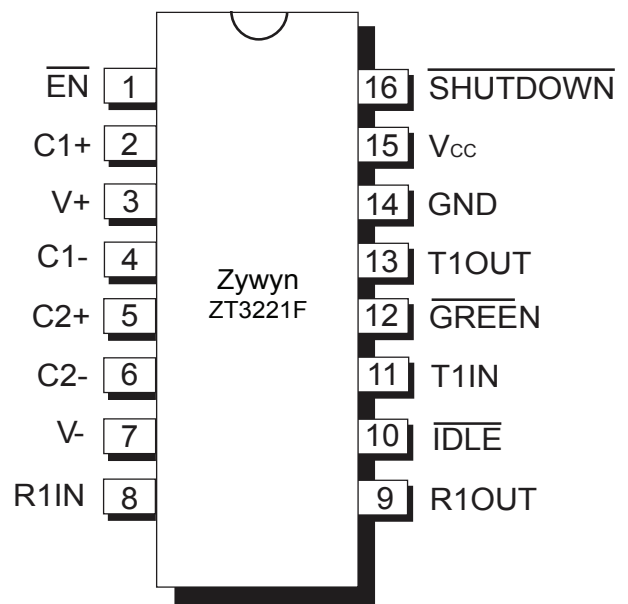 EN 1 16 SHUTDOWN
C1+ 2 15 Vcc
V+ 3 14 GND
C1- 4 13 T1OUT
Zywyn
ZT3221F
C2+ 5 12 GREEN
C2- 6 11 T1IN
V- 7 10 IDLE
R1IN 8 9 R1OUT